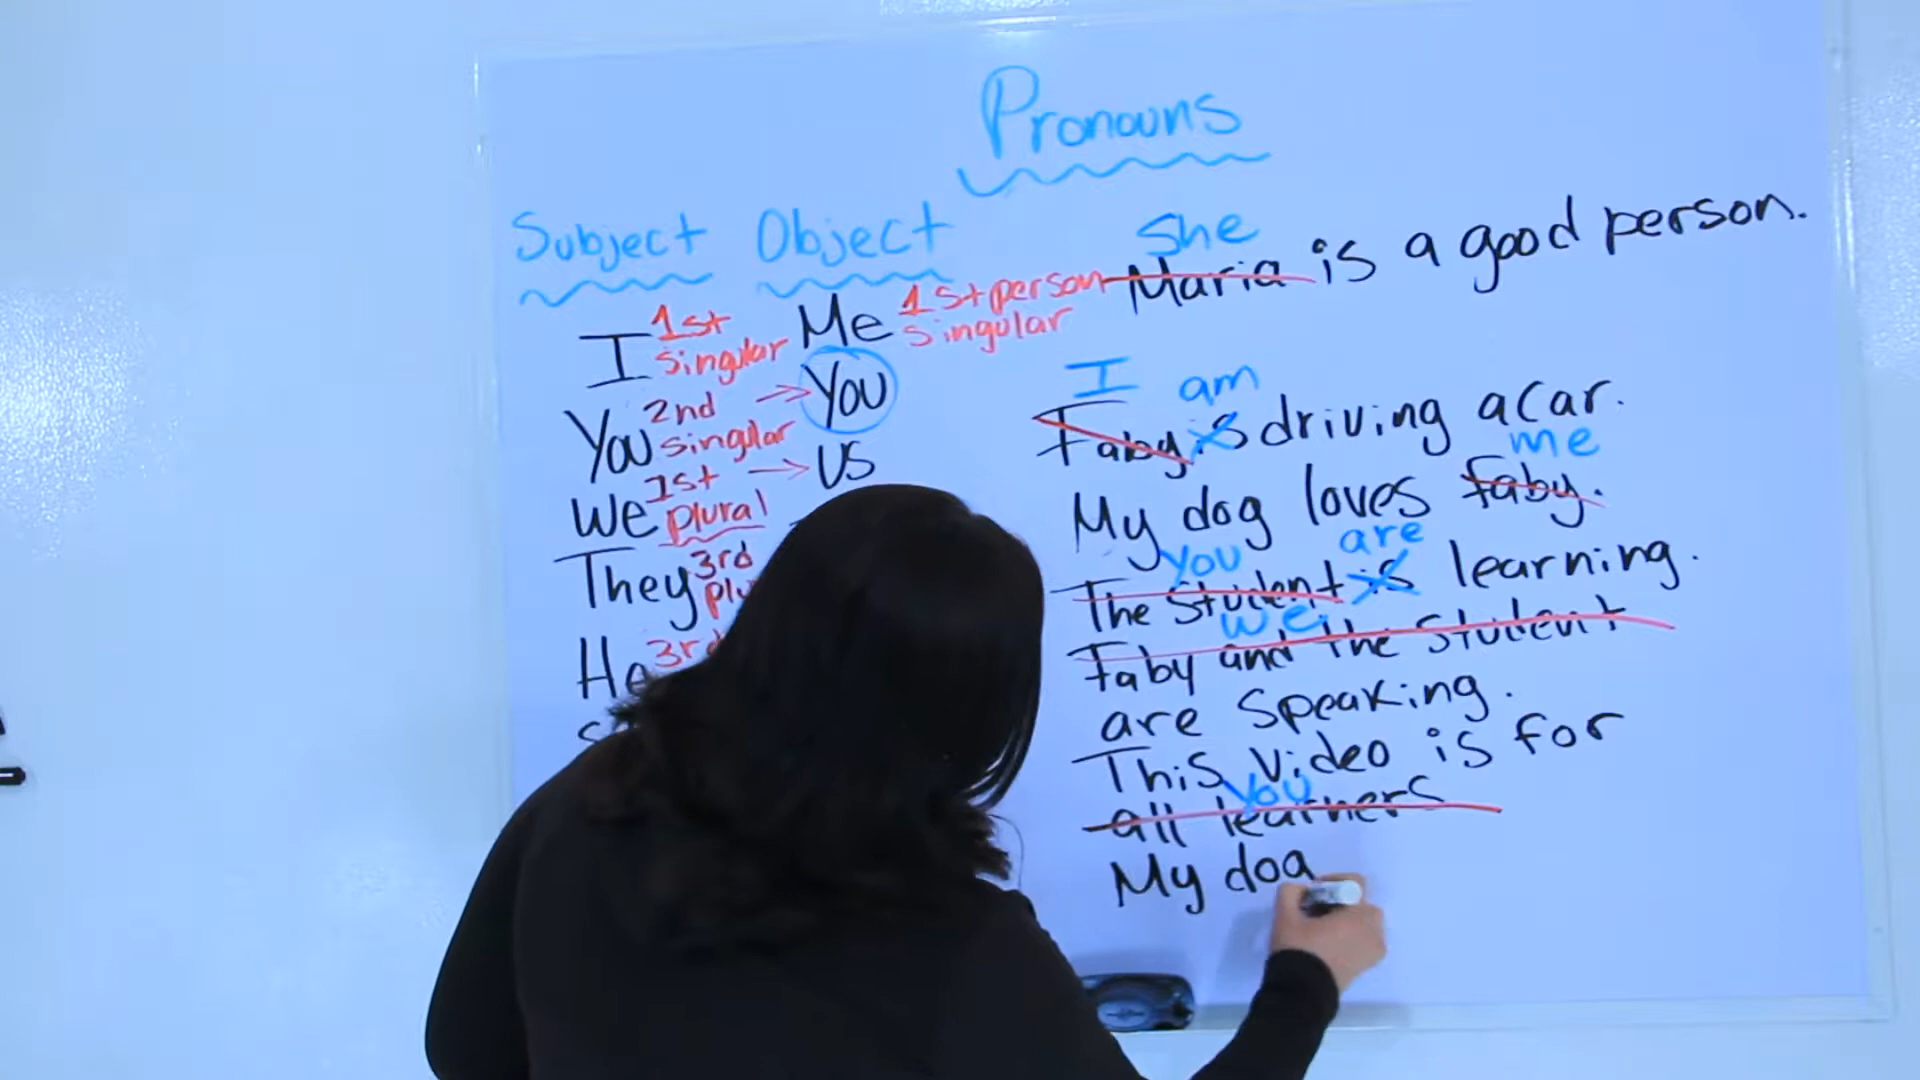 Pronouns
Subject Object
I 1st singular Me 1st person singular
You 2nd singular → You
We 1st plural → US
They 3rd
He 3rd
She
Maria is a good person.
I am
Faby is driving a car.
me
My dog loves faby.
You are
The Student is learning.
we
Faby and the Student
are Speaking.
This Video is for
You
all learners
My dog